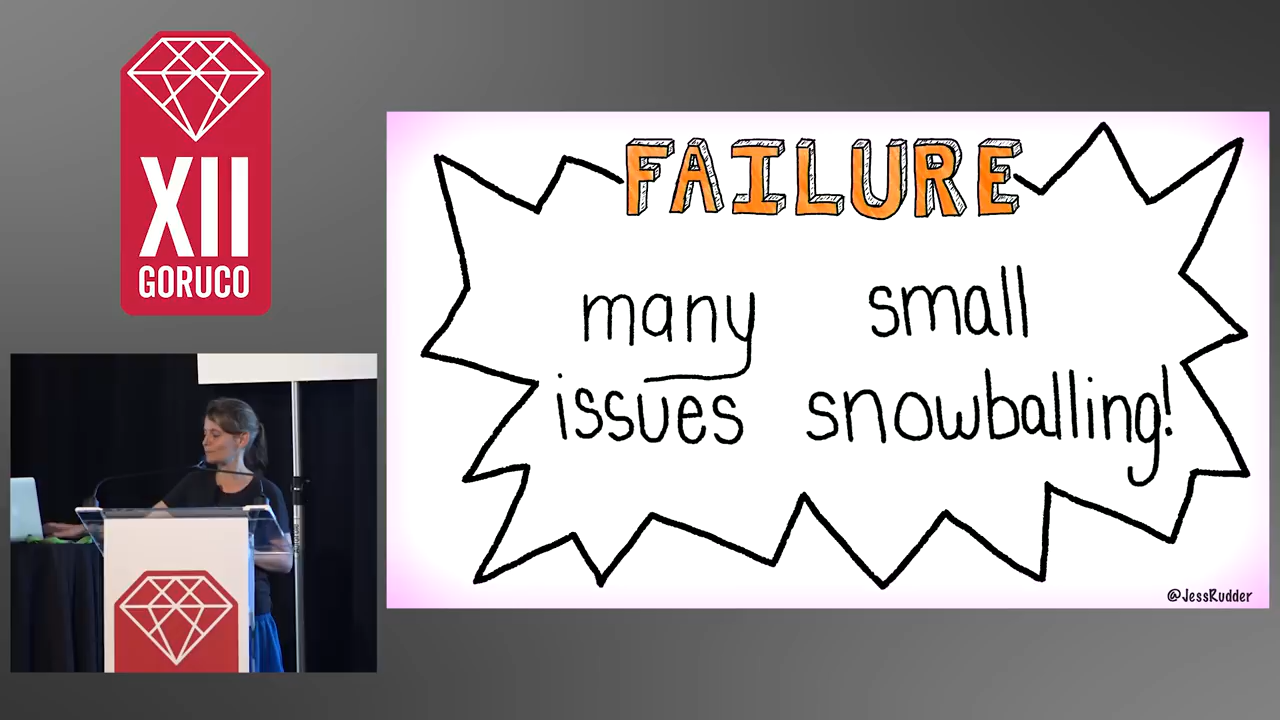 XII
GORUCO
FAILURE
many small
issues snowballing!
@JessRudder